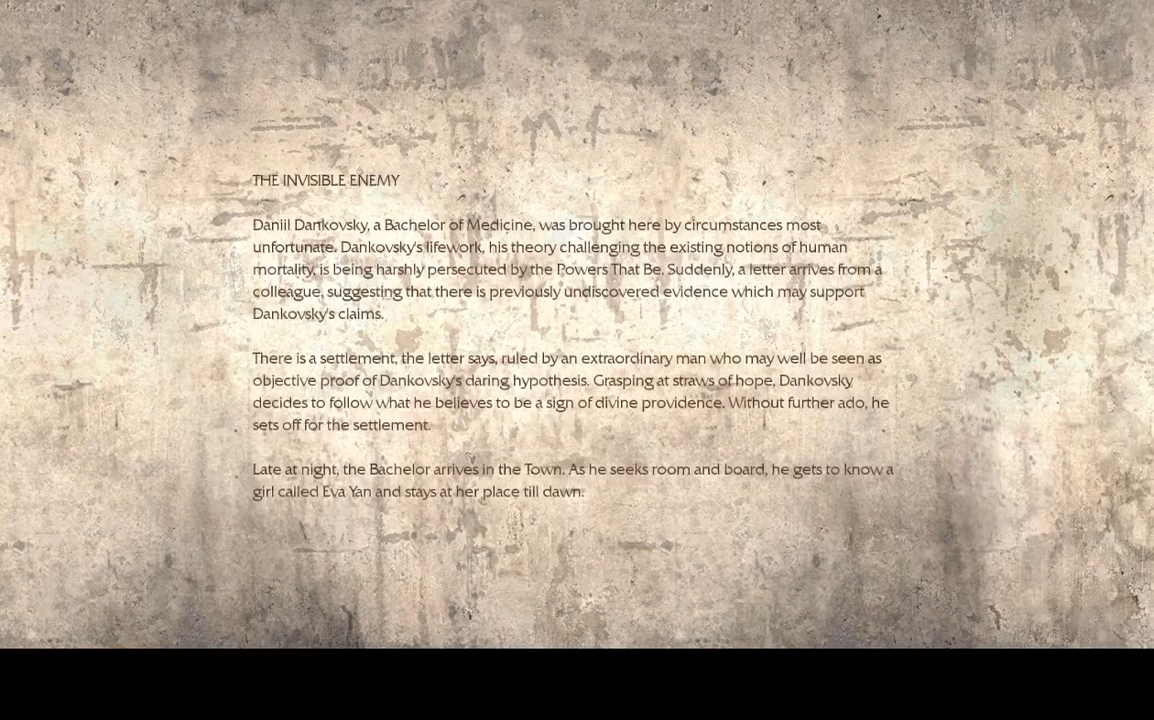 THE INVISIBLE ENEMY
Daniil Dankovsky, a Bachelor of Medicine, was brought here by circumstances most
unfortunate. Dankovsky's lifework, his theory challenging the existing notions of human
mortality, is being harshly persecuted by the Powers That Be. Suddenly, a letter arrives from a
colleague, suggesting that there is previously undiscovered evidence which may support
Dankovsky's claims.
There is a settlement, the letter says, ruled by an extraordinary man who may well be seen as
objective proof of Dankovsky's daring hypothesis. Grasping at straws of hope, Dankovsky
decides to follow what he believes to be a sign of divine providence. Without further ado, he
sets off for the settlement.
Late at night, the Bachelor arrives in the Town. As he seeks room and board, he gets to know a
girl called Eva Yan and stays at her place till dawn.